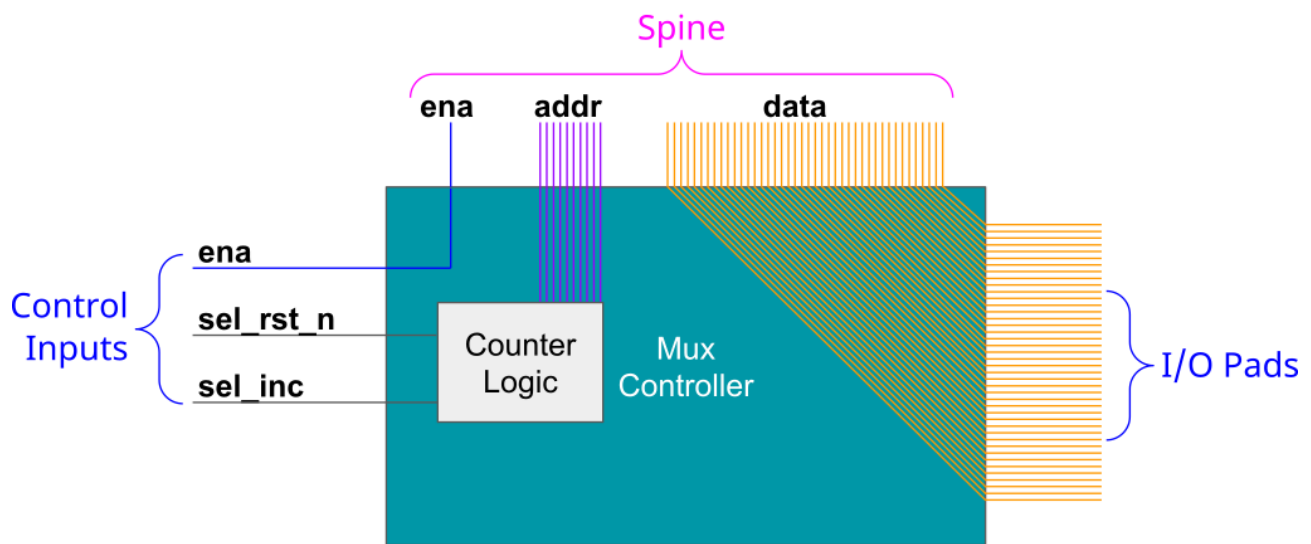 Spine
ena
addr
data
ena
Control
Inputs
sel_rst_n
sel_inc
Counter
Logic
Mux
Controller
I/O Pads